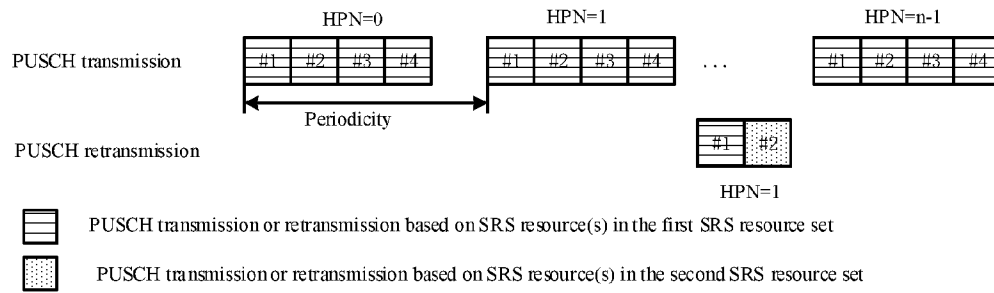 HPN=0 HPN=1 HPN=n-1
PUSCH transmission #1 #2 #3 #4 #1 #2 #3 #4 ... #1 #2 #3 #4
Periodicity
PUSCH retransmission #1 #2
HPN=1
PUSCH transmission or retransmission based on SRS resource(s) in the first SRS resource set
PUSCH transmission or retransmission based on SRS resource(s) in the second SRS resource set